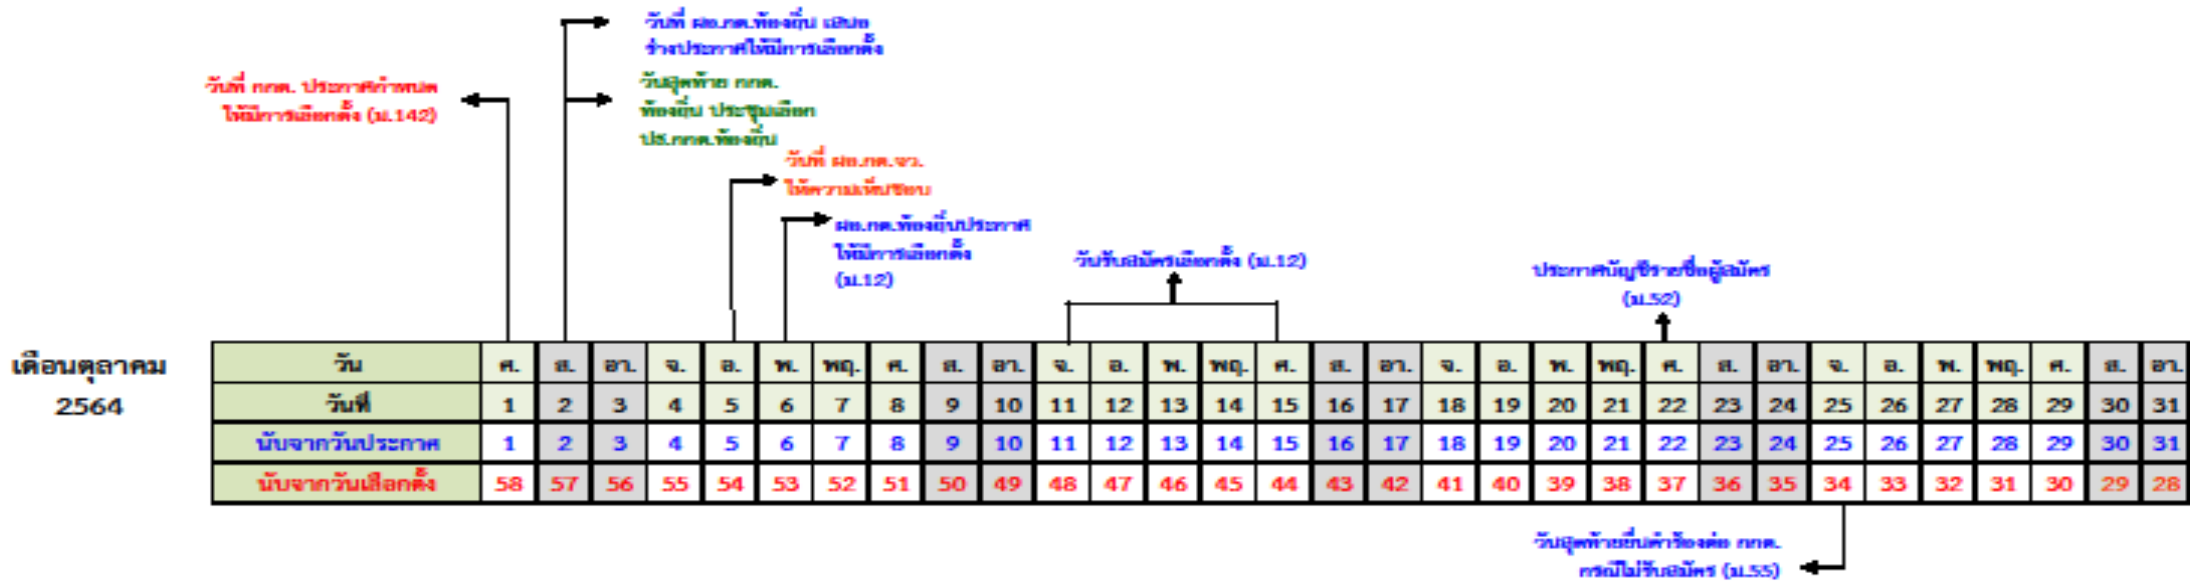 วันที่ ผอ.กต.ท้องถิ่น เสนอ
ร่างประกาศให้มีการเลือกตั้ง
วันที่ กกต. ประกาศกำหนด
ให้มีการเลือกตั้ง (ม.142)
วันสุดท้าย กกต.
ท้องถิ่น ประชุมเลือก
ปธ.กกต.ท้องถิ่น
วันที่ ผอ.กต.จว.
ให้ความเห็นชอบ
ผอ.กต.ท้องถิ่นประกาศ
ให้มีการเลือกตั้ง
(ม.12)
วันรับสมัครเลือกตั้ง (ม.12)
ประกาศบัญชีรายชื่อผู้สมัคร
(ม.52)
เดือนตุลาคม
2564
วัน ศ. ส. อา. จ. อ. พ. พฤ. ศ. ส. อา. จ. อ. พ. พฤ. ศ. ส. อา. จ. อ. พ. พฤ. ศ. ส. อา. จ. อ. พ. พฤ. ศ. ส. อา.
วันที่ 1 2 3 4 5 6 7 8 9 10 11 12 13 14 15 16 17 18 19 20 21 22 23 24 25 26 27 28 29 30 31
นับจากวันประกาศ 1 2 3 4 5 6 7 8 9 10 11 12 13 14 15 16 17 18 19 20 21 22 23 24 25 26 27 28 29 30 31
นับจากวันเลือกตั้ง 58 57 56 55 54 53 52 51 50 49 48 47 46 45 44 43 42 41 40 39 38 37 36 35 34 33 32 31 30 29 28
วันสุดท้ายยื่นคำร้องต่อ กกต.
กรณีไม่รับสมัคร (ม.55)